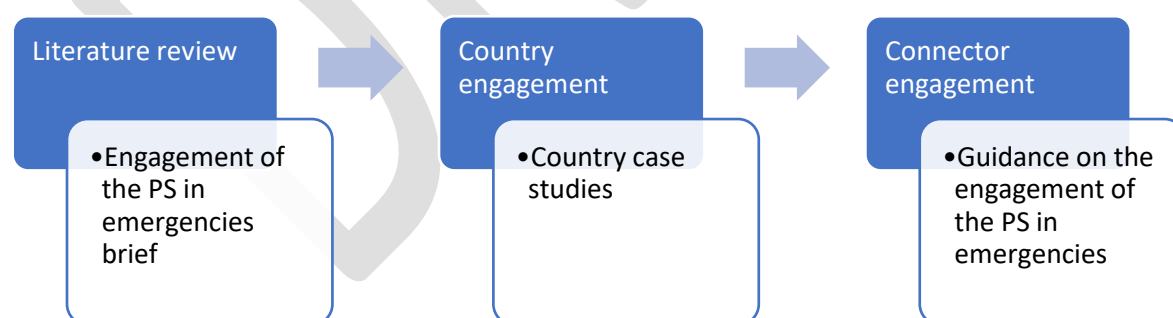 Literature review
•Engagement of
the PS in
emergencies
brief
Country
engagement
•Country case
studies
Connector
engagement
•Guidance on the
engagement of
the PS in
emergencies